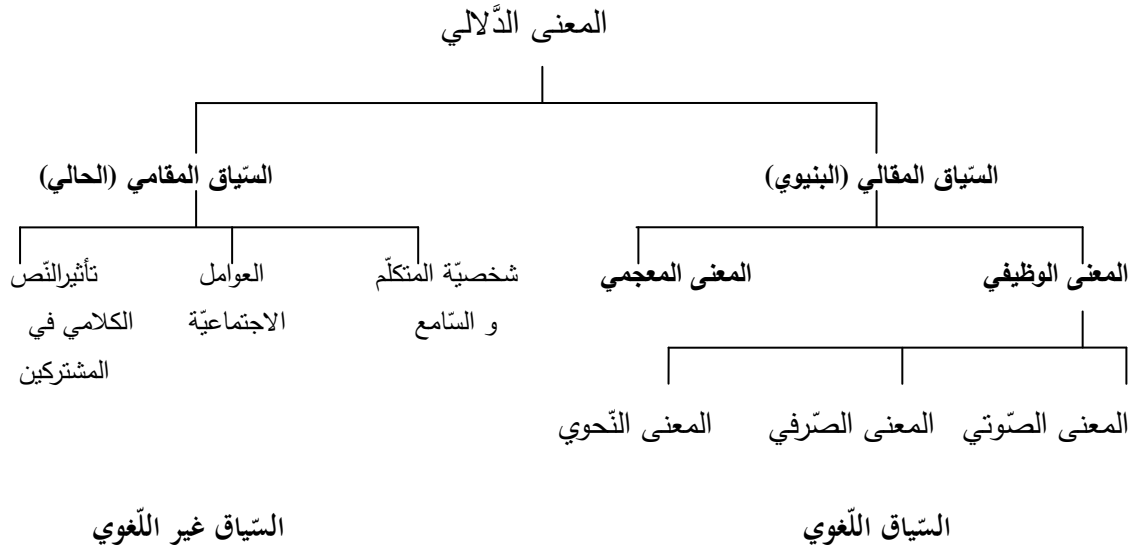 المعنى الدَّلالي
السّياق المقالي (البنيوي)
السّياق المقامي (الحالي)
المعنى الوظيفي
المعنى المعجمي
شخصيّة المتكلّم
و السّامع
العوامل
الاجتماعيّة
تأثيرالنّص
الكلامي في
المشتركين
المعنى الصّوتي
المعنى الصّرفي
المعنى النّحوي
السّياق اللّغوي
السّياق غير اللّغوي